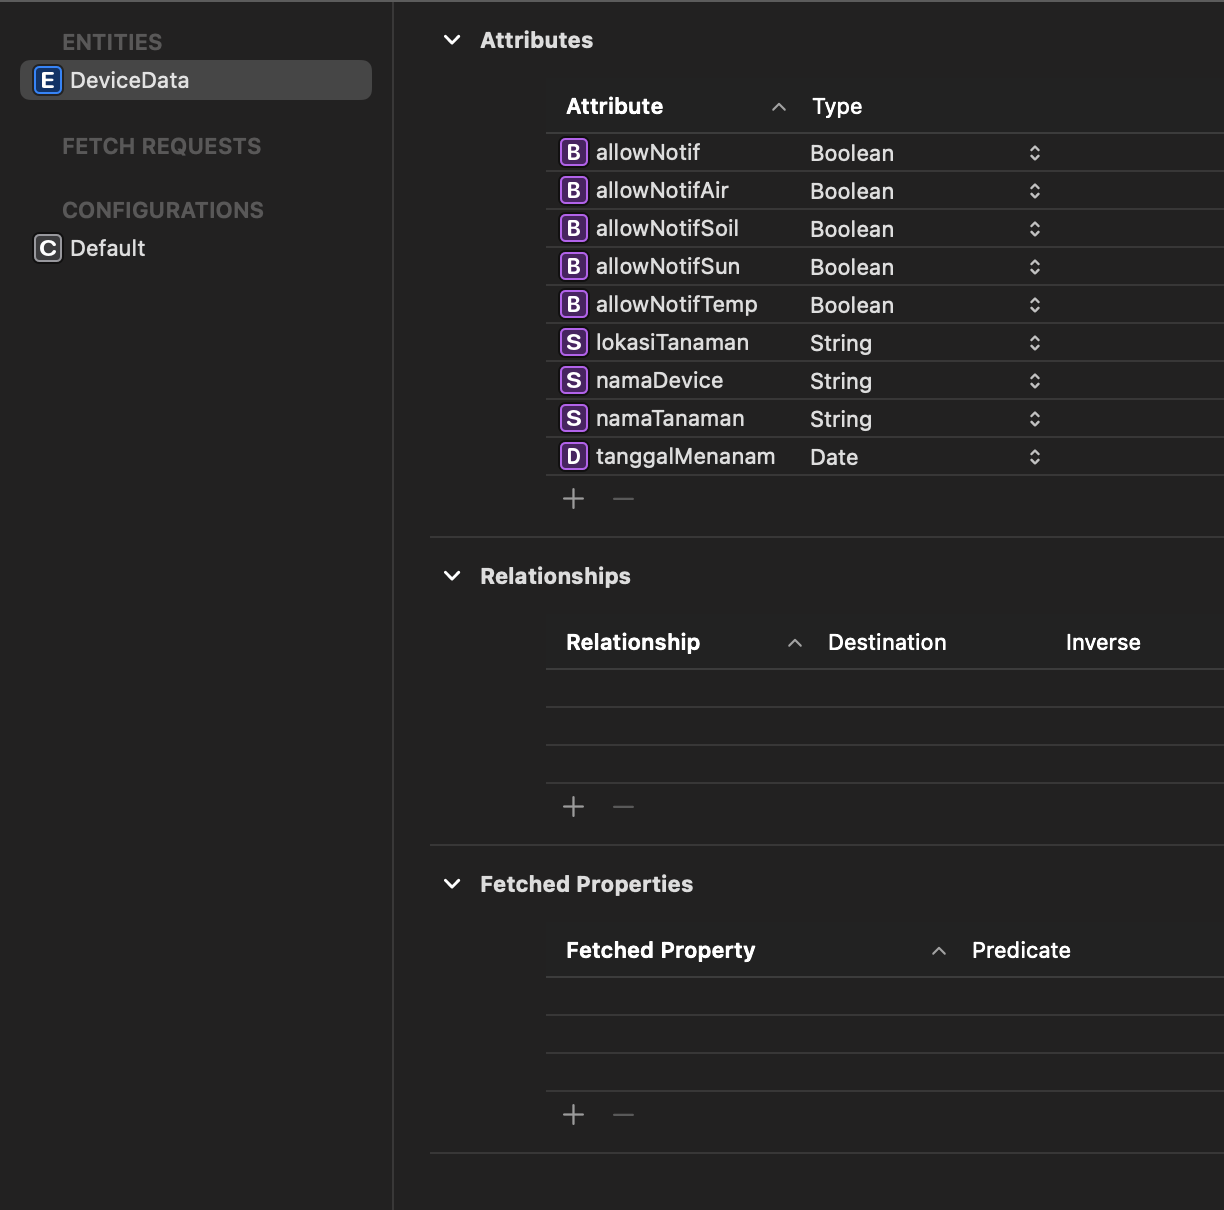 ENTITIES
E DeviceData
FETCH REQUESTS
CONFIGURATIONS
C Default
Attributes
Attribute Type
B allowNotif Boolean
B allowNotifAir Boolean
B allowNotifSoil Boolean
B allowNotifSun Boolean
B allowNotifTemp Boolean
S lokasiTanaman String
S namaDevice String
S namaTanaman String
D tanggalMenanam Date
Relationships
Relationship Destination Inverse
Fetched Properties
Fetched Property Predicate